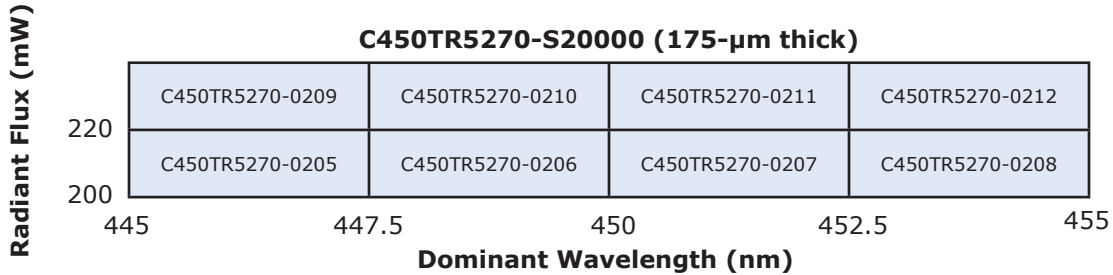 C450TR5270-S20000 (175-μm thick)
Radiant Flux (mW)
C450TR5270-0209 C450TR5270-0210 C450TR5270-0211 C450TR5270-0212
220
C450TR5270-0205 C450TR5270-0206 C450TR5270-0207 C450TR5270-0208
200
445 447.5 450 452.5 455
Dominant Wavelength (nm)